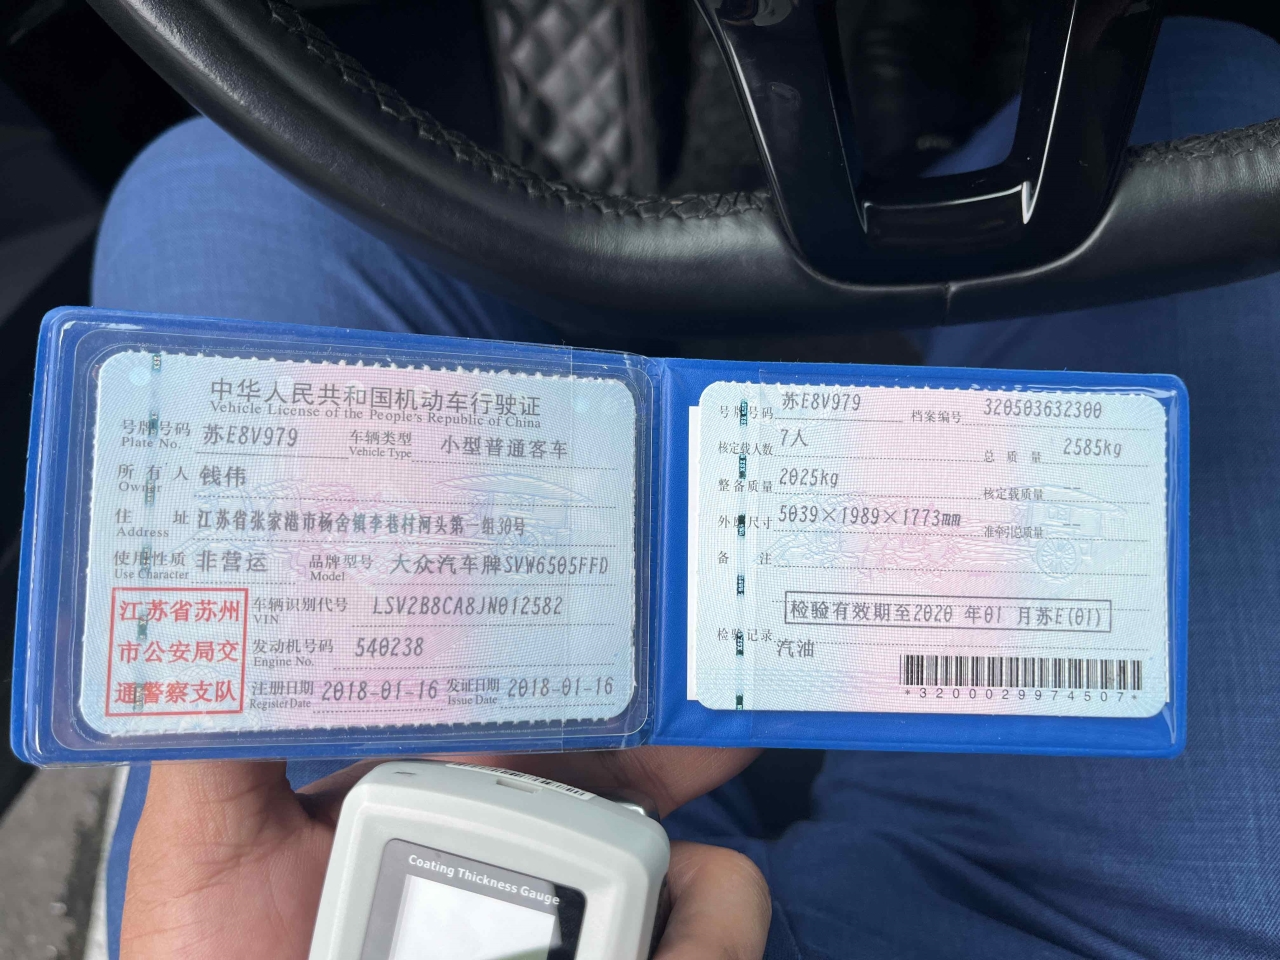 中华人民共和国机动车行驶证
Vehicle License of the People's Republic of China
号牌号码 苏E8V979 车辆类型 小型普通客车
Plate No. Vehicle Type
所有人 钱伟
Owner
住址 江苏省张家港市杨舍镇李巷村河头第一组30号
Address
使用性质 非营运 品牌型号 大众汽车牌SVW6505FFD
Use Character Model
江苏省苏州
市公安局交
通警察支队
车辆识别代号 LSV2B8CA8JN012582
VIN
发动机号码 540238
Engine No.
注册日期 2018-01-16 发证日期 2018-01-16
Register Date Issue Date
号牌号码 苏E8V979 档案编号 320503632300
核定载人数 7人 总质量 2585kg
整备质量 2025kg 核定载质量 --
外廓尺寸 5039×1989×1773mm 准牵引总质量 --
备注
检验有效期至2020 年01 月苏E(01)
检验记录
汽油
*3200029974507*
Coating Thickness Gauge